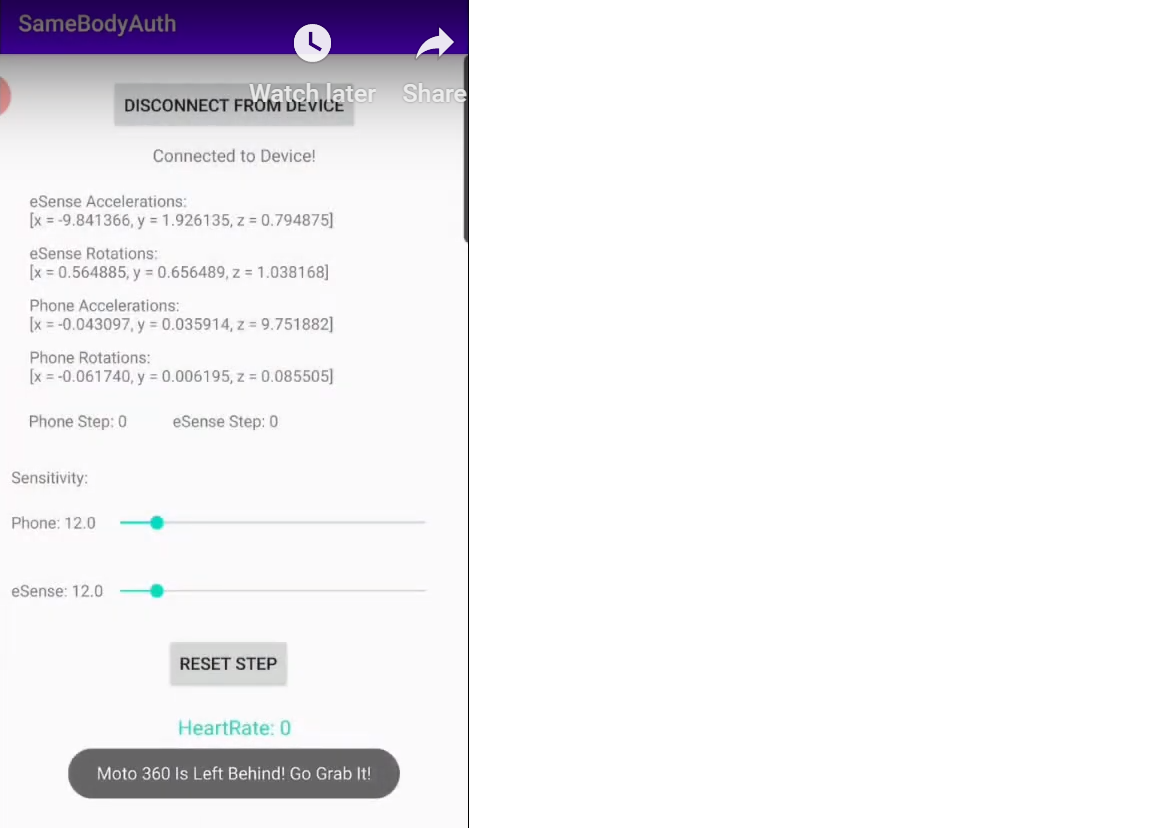 SameBodyAuth
Watch later
Share
DISCONNECT FROM DEVICE
Connected to Device!
eSense Accelerations:
[x = -9.841366, y = 1.926135, z = 0.794875]
eSense Rotations:
[x = 0.564885, y = 0.656489, z = 1.038168]
Phone Accelerations:
[x = -0.043097, y = 0.035914, z = 9.751882]
Phone Rotations:
[x = -0.061740, y = 0.006195, z = 0.085505]
Phone Step: 0 eSense Step: 0
Sensitivity:
Phone: 12.0
eSense: 12.0
RESET STEP
HeartRate: 0
Moto 360 Is Left Behind! Go Grab It!